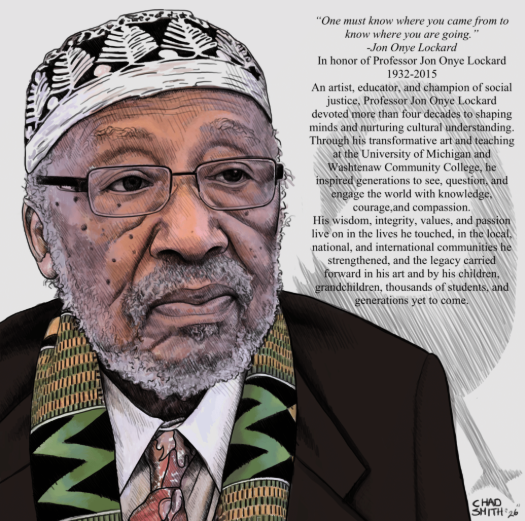 “One must know where you came from to
know where you are going.”
-Jon Onye Lockard
In honor of Professor Jon Onye Lockard
1932-2015
An artist, educator, and champion of social
justice, Professor Jon Onye Lockard
devoted more than four decades to shaping
minds and nurturing cultural understanding.
Through his transformative art and teaching
at the University of Michigan and
Washtenaw Community College, he
inspired generations to see, question, and
engage the world with knowledge,
courage,and compassion.
His wisdom, integrity, values, and passion
live on in the lives he touched, in the local,
national, and international communities he
strengthened, and the legacy carried
forward in his art and by his children,
grandchildren, thousands of students, and
generations yet to come.
CHAD
SMITH '26